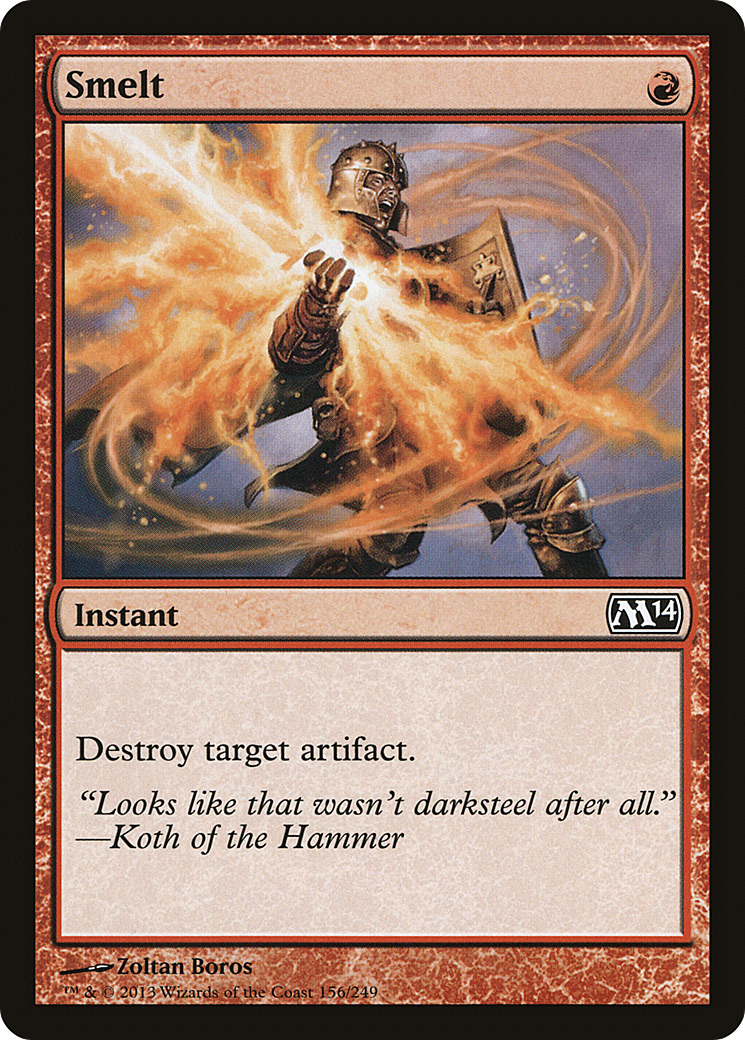 Smelt
Instant
M14
Destroy target artifact.
“Looks like that wasn’t darksteel after all.”
—Koth of the Hammer
Zoltan Boros
™ & © 2013 Wizards of the Coast 156/249